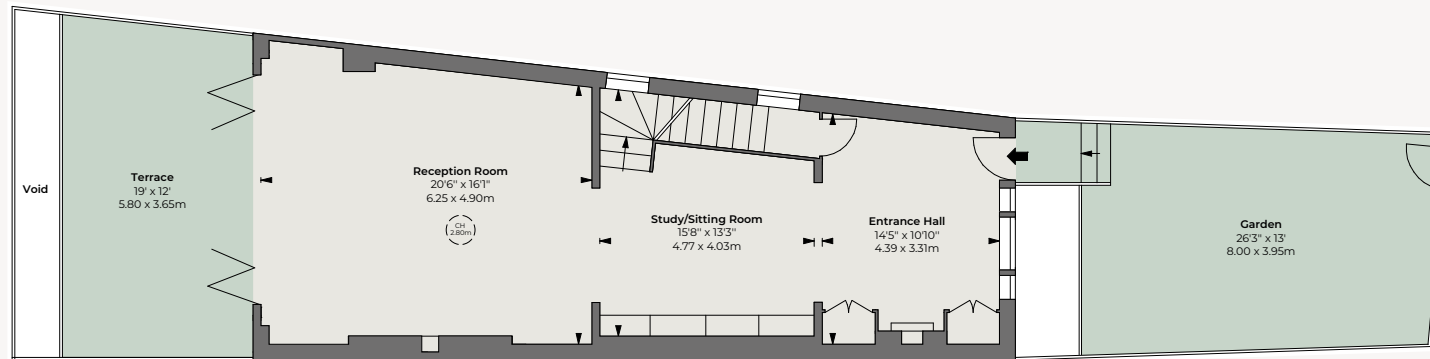 Void
Terrace
19' x 12'
5.80 x 3.65m
Reception Room
20'6" x 16'1"
6.25 x 4.90m
CH
2.80m
Study/Sitting Room
15'8" x 13'3"
4.77 x 4.03m
Entrance Hall
14'5" x 10'10"
4.39 x 3.31m
Garden
26'3" x 13'
8.00 x 3.95m